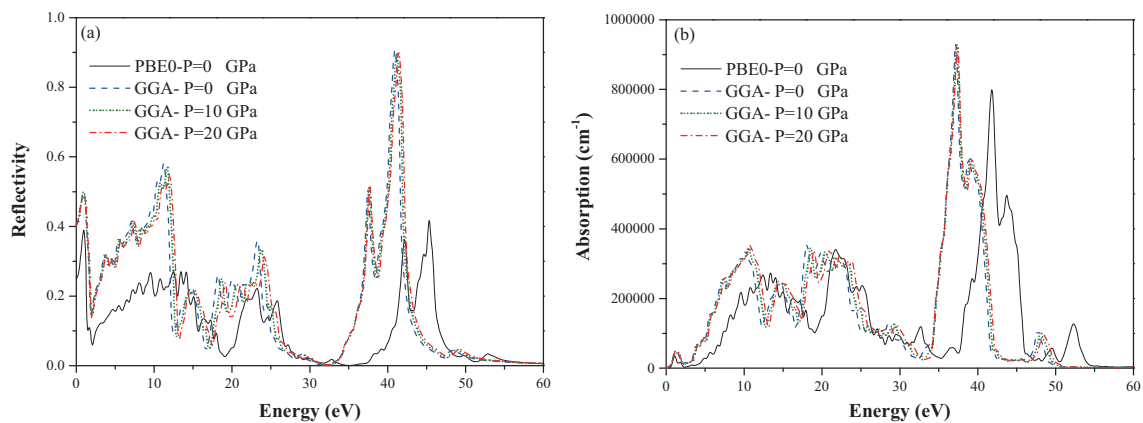 (a)
PBE0-P=0 GPa
GGA- P=0 GPa
GGA- P=10 GPa
GGA- P=20 GPa
Reflectivity
1.0
0.9
0.6
0.4
0.2
0.0
0 10 20 30 40 50 60
Energy (eV)
(b)
PBE0-P=0 GPa
GGA- P=0 GPa
GGA- P=10 GPa
GGA- P=20 GPa
Absorption (cm-1)
1000000
800000
600000
400000
200000
0
0 10 20 30 40 50 60
Energy (eV)